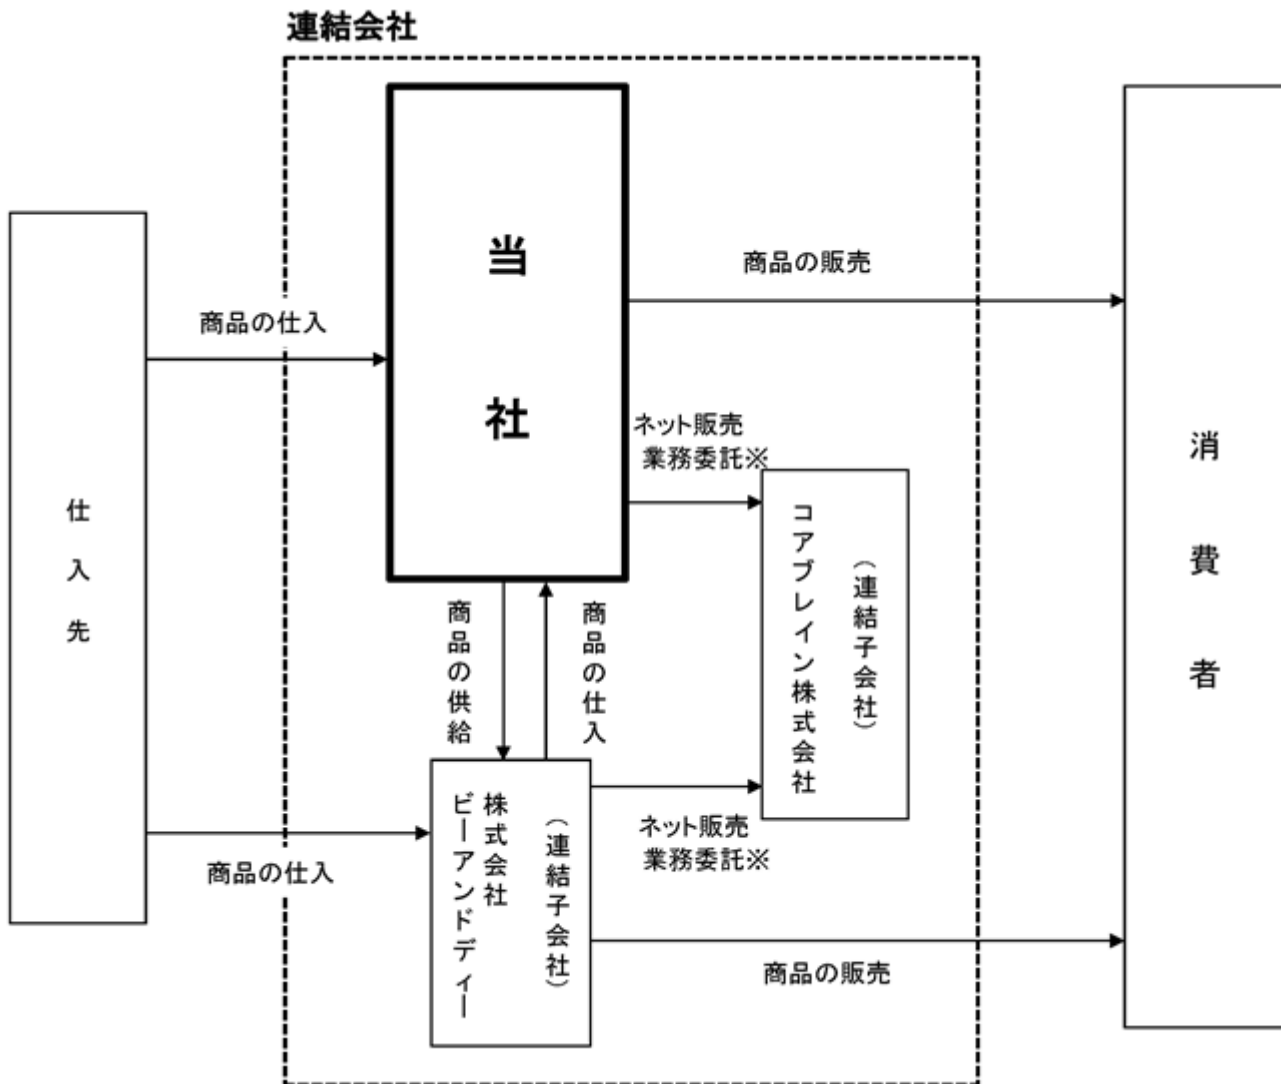 連結会社
当社
商品の販売
商品の仕入
ネット販売
業務委託※
仕入先
コアブレイン株式会社
（連結子会社）
消費者
商品の供給
商品の仕入
株式会社
ビーアンドディー
（連結子会社）
ネット販売
業務委託※
商品の仕入
商品の販売